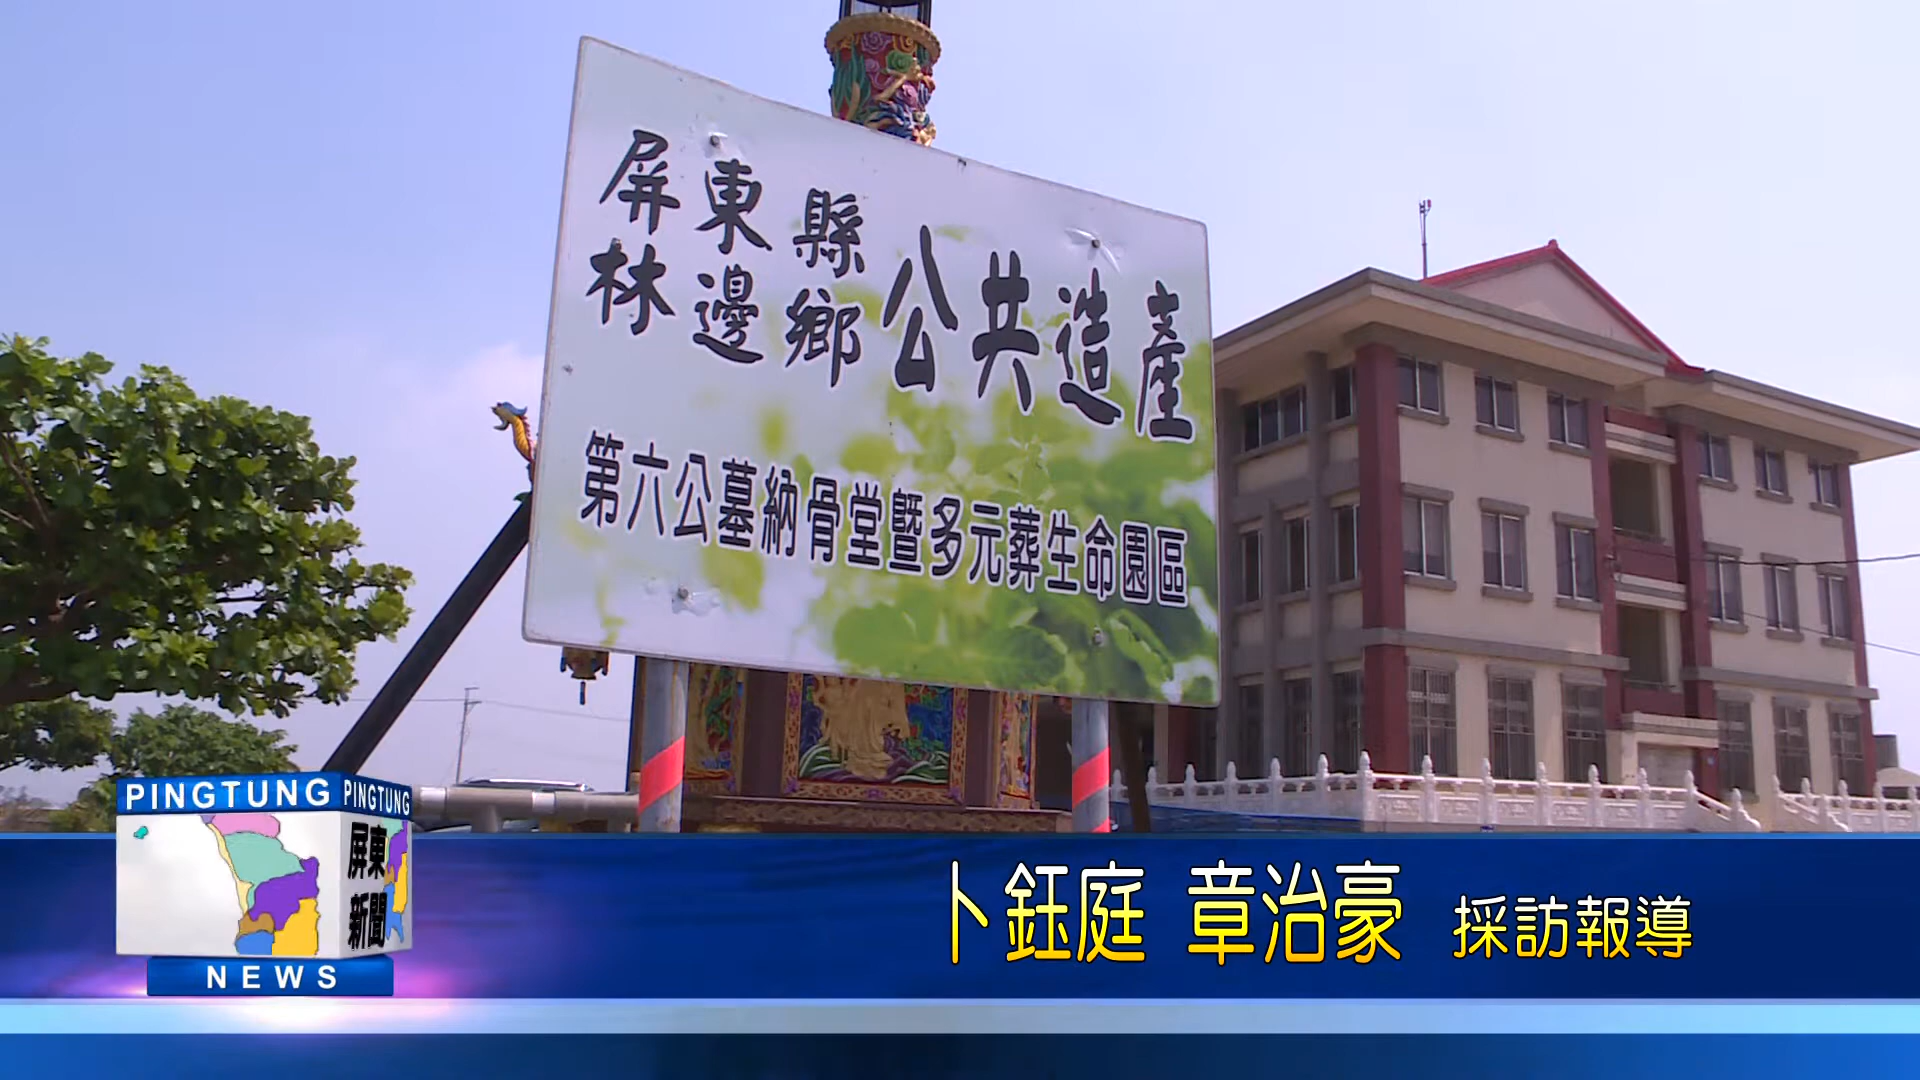 屏東縣
林邊鄉公共造產
第六公墓納骨堂暨多元葬生命園區
PINGTUNG PINGTUNG
屏東
新聞
NEWS
卜鈺庭 章治豪 採訪報導